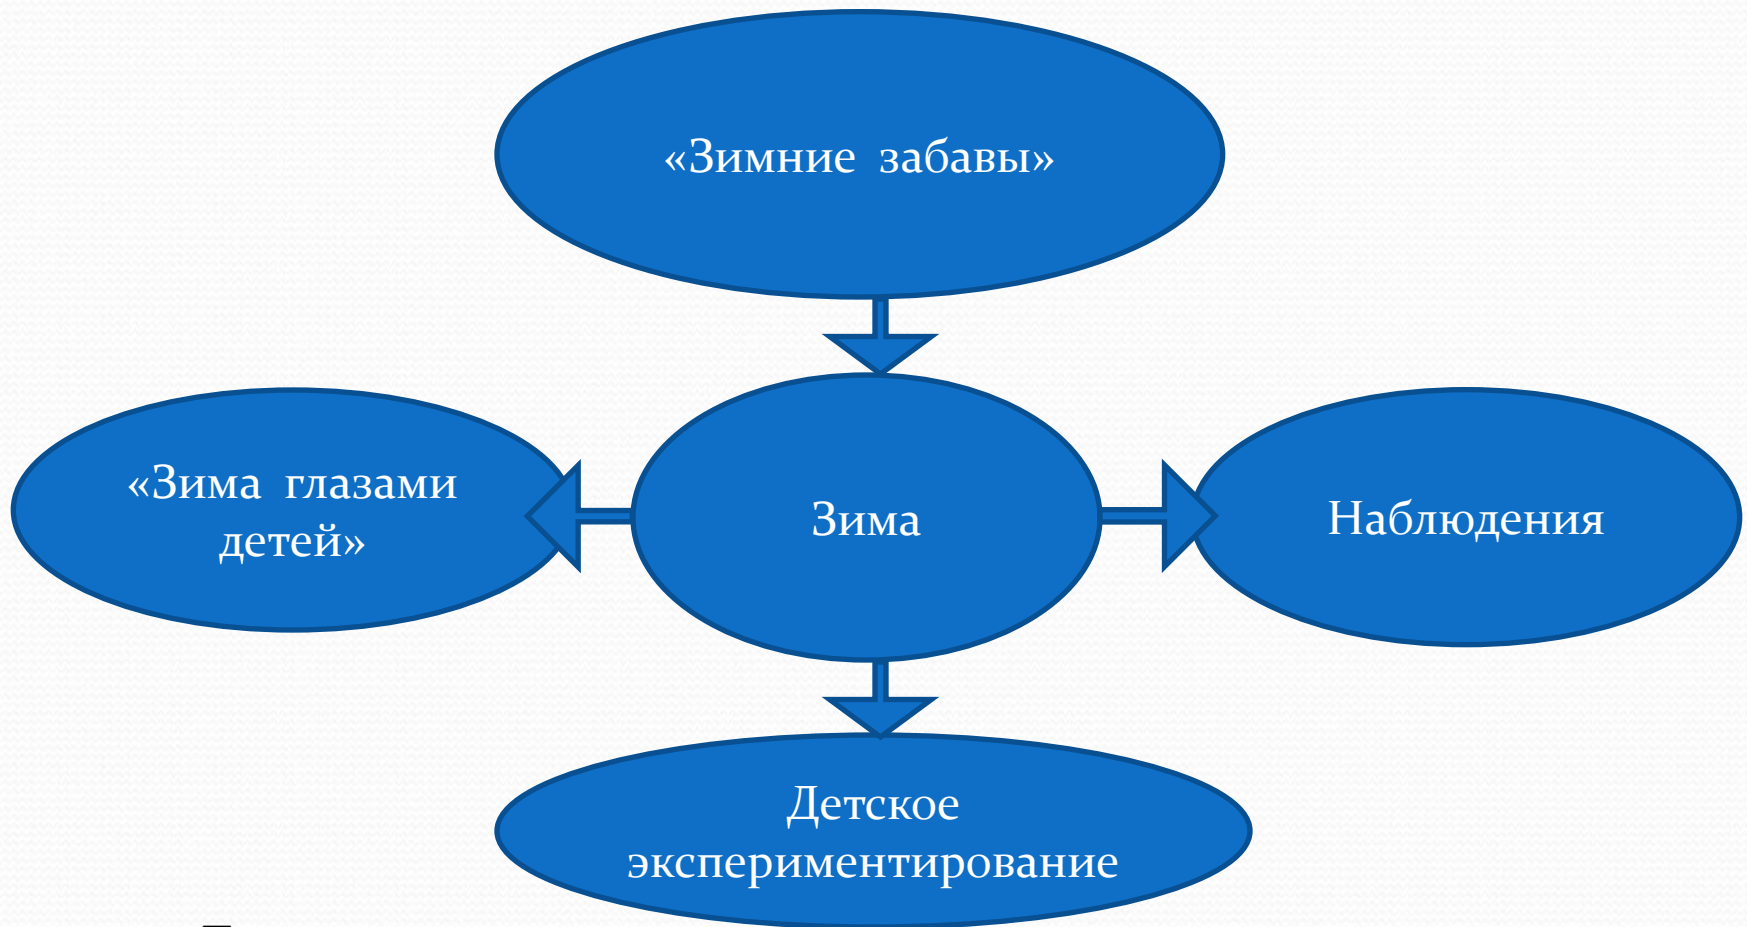 «Зимние забавы»
«Зима глазами
детей»
Зима
Наблюдения
Детское
экспериментирование